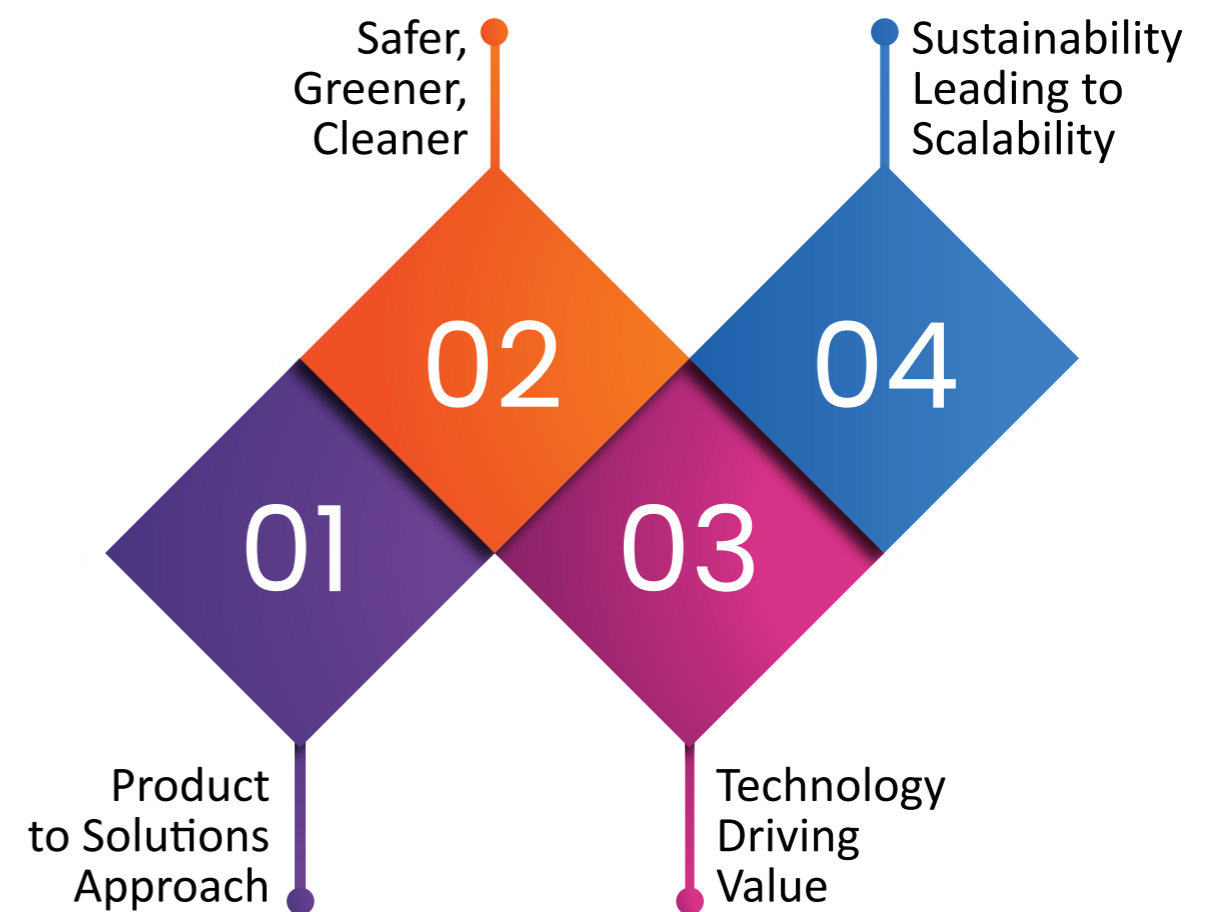 Safer,
Greener,
Cleaner
02
Sustainability
Leading to
Scalability
04
01
Product
to Solutions
Approach
03
Technology
Driving
Value